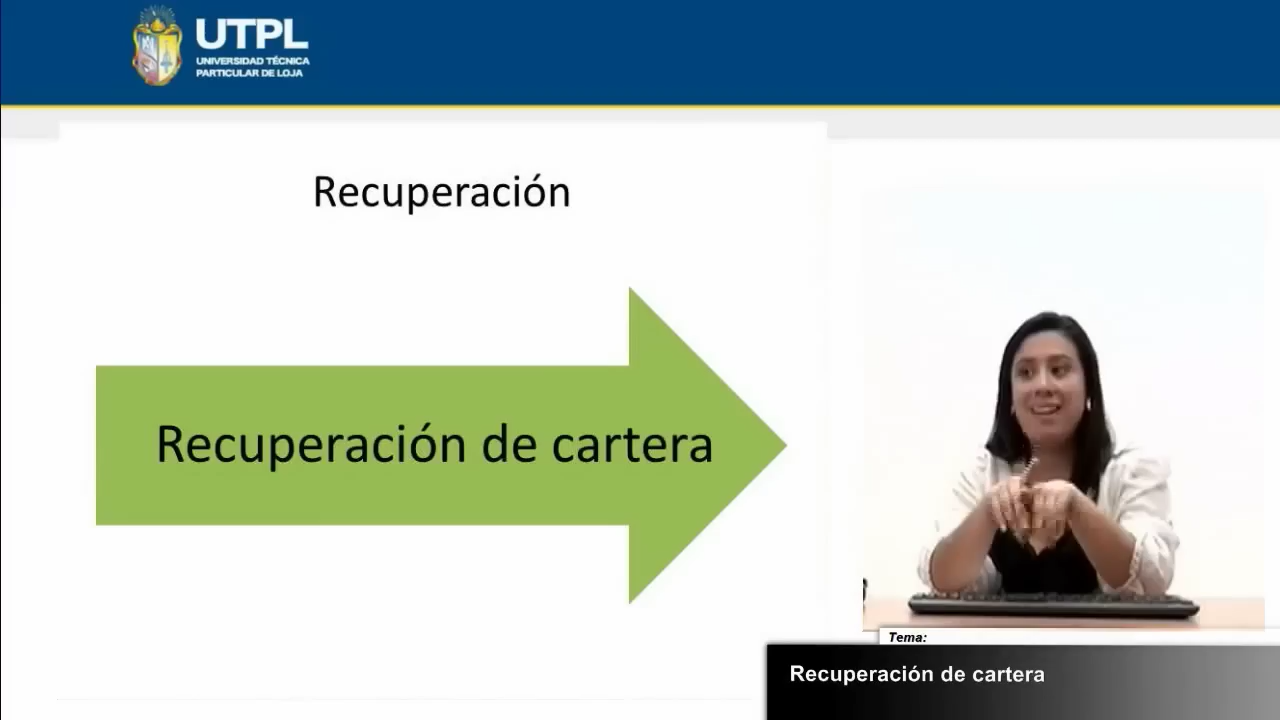 UTPL
UNIVERSIDAD TÉCNICA
PARTICULAR DE LOJA
Recuperación
Recuperación de cartera
Tema:
Recuperación de cartera